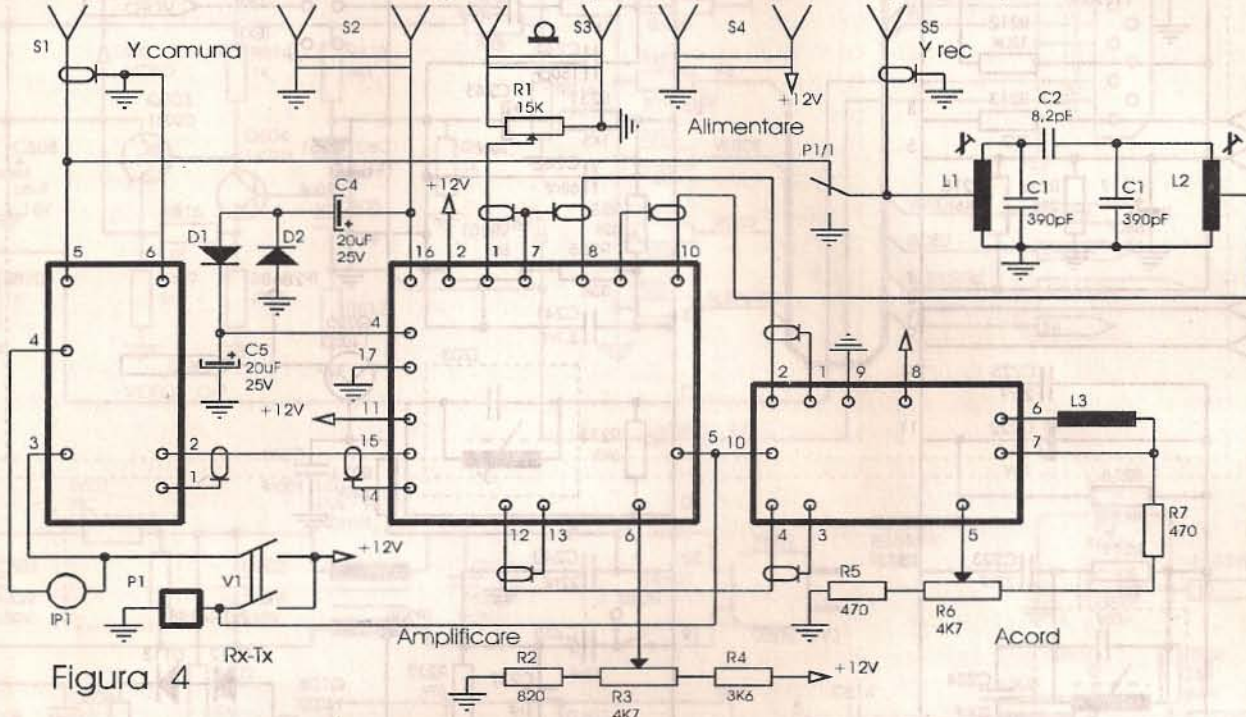 S1
Y comuna
S2
S3
S4
S5
Y rec
+12V
R1
15K
Alimentare
P1/1
C2
8,2pF
L1
C1
390pF
C1
390pF
L2
C4
+
20uF
25V
+12V
D1
D2
5
6
16
2
1
7
8
10
4
3
2
1
C5
+
20uF
25V
+12V
4
17
11
15
14
12
13
6
5
10
2
1
9
8
6
7
4
3
5
L3
R7
470
R5
470
R6
4K7
Acord
+12V
P1
V1
IP1
Rx-Tx
Amplificare
R2
820
R3
4K7
R4
3K6
+12V
Figura 4